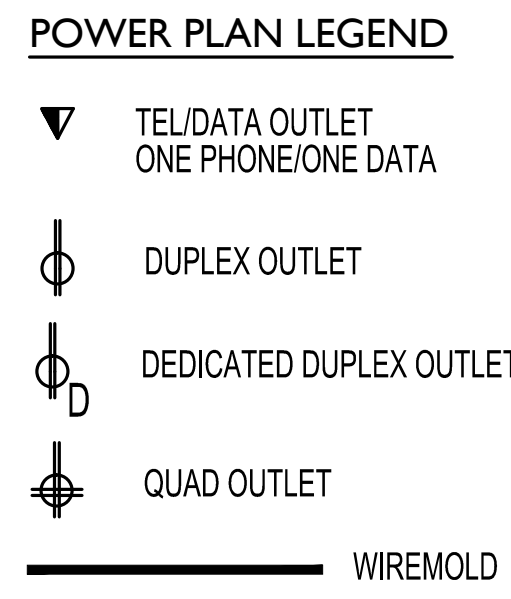 POWER PLAN LEGEND
TEL/DATA OUTLET
ONE PHONE/ONE DATA
DUPLEX OUTLET
D
DEDICATED DUPLEX OUTLET
QUAD OUTLET
WIREMOLD